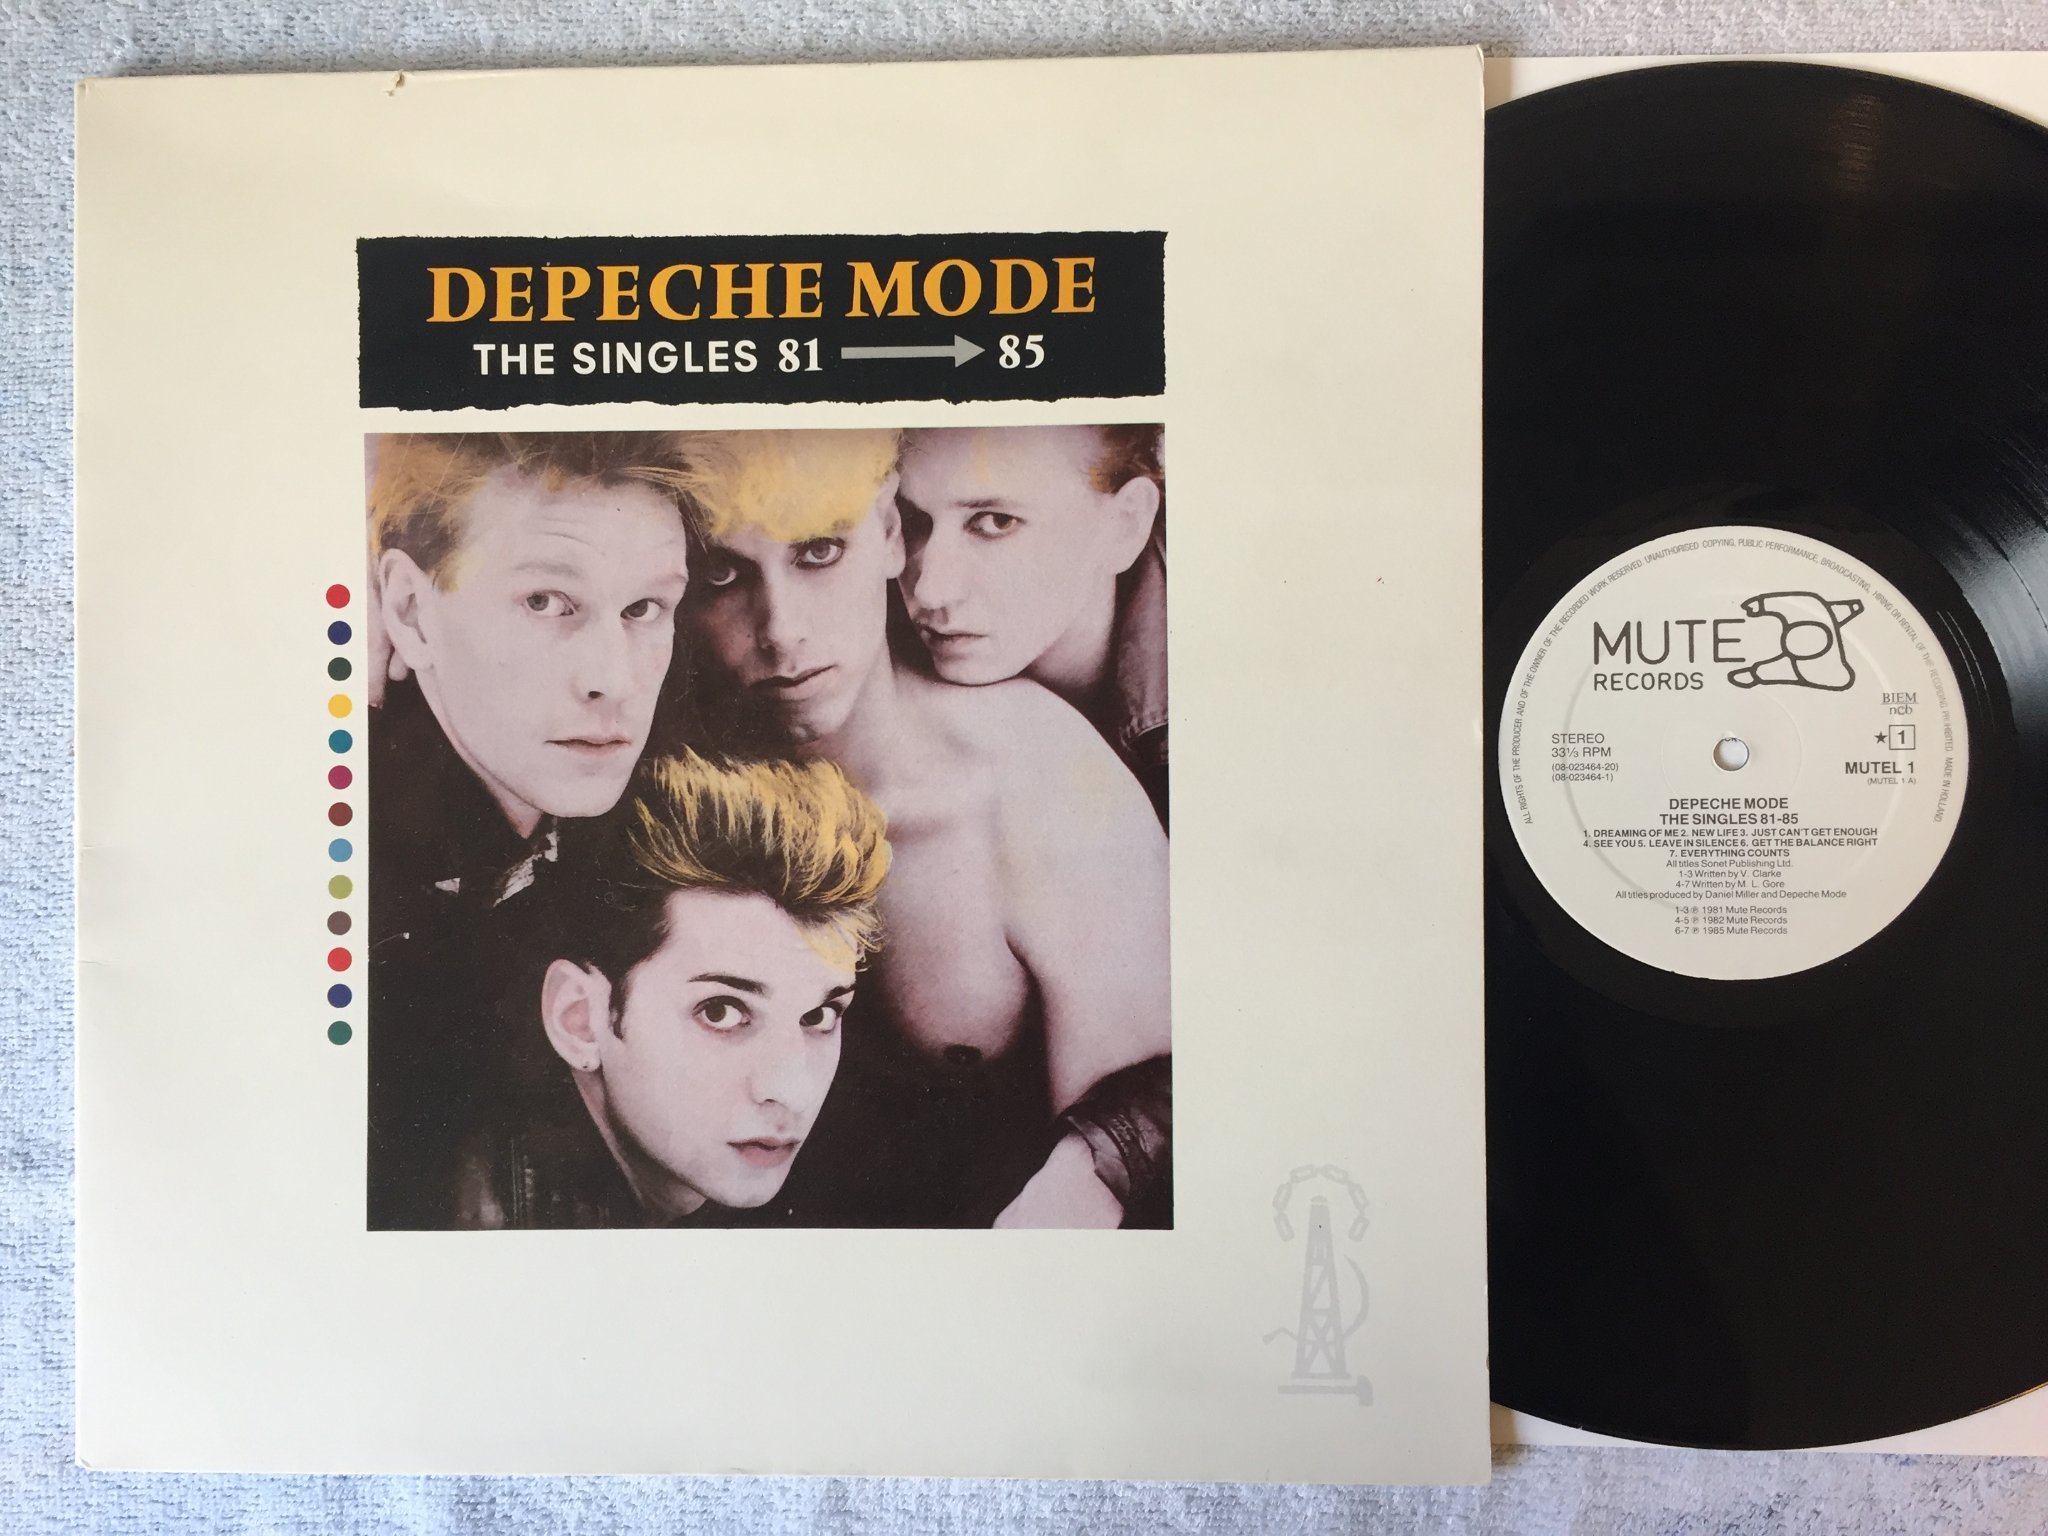 DEPECHE MODE
THE SINGLES 81 → 85
ALL RIGHTS OF THE PRODUCER AND OF THE OWNER OF THE RECORDED WORK RESERVED. UNAUTHORISED COPYING, PUBLIC PERFORMANCE, BROADCASTING, HIRING OR RENTAL OF THE RECORDING PROHIBITED. MADE IN HOLLAND.
MUTE
RECORDS
BIEM
ncb
STEREO
33⅓ RPM
(08-023464-20)
(08-023464-1)
★ 1
MUTEL 1
(MUTEL 1 A)
DEPECHE MODE
THE SINGLES 81-85
1. DREAMING OF ME 2. NEW LIFE 3. JUST CAN'T GET ENOUGH
4. SEE YOU 5. LEAVE IN SILENCE 6. GET THE BALANCE RIGHT
7. EVERYTHING COUNTS
All titles Sonet Publishing Ltd.
1-3 Written by V. Clarke
4-7 Written by M. L. Gore
All titles produced by Daniel Miller and Depeche Mode
1-3 ℗ 1981 Mute Records
4-5 ℗ 1982 Mute Records
6-7 ℗ 1985 Mute Records